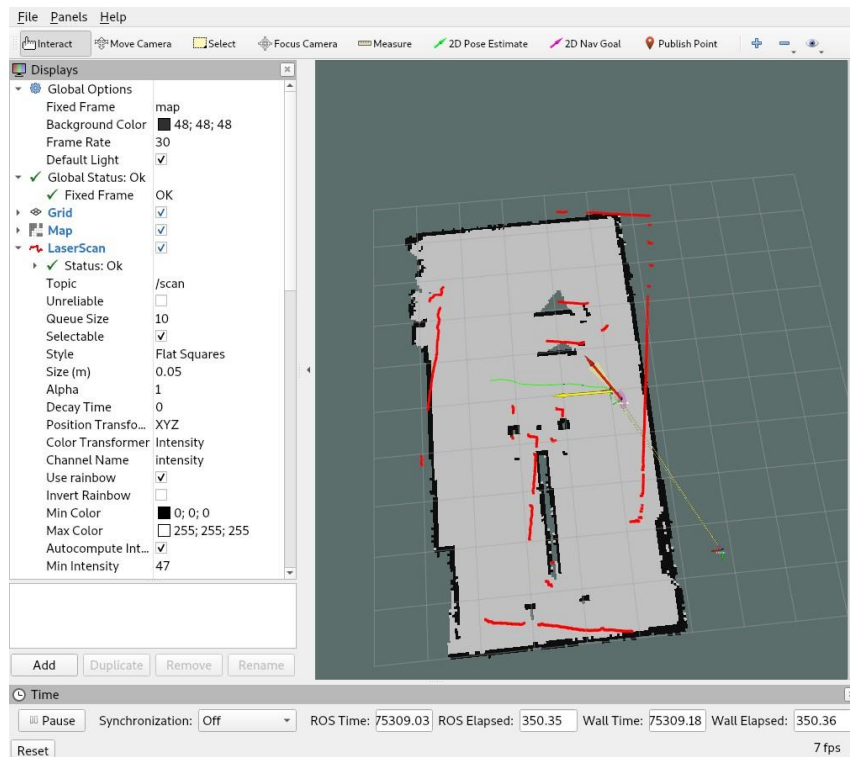 File Panels Help
Interact Move Camera Select Focus Camera Measure 2D Pose Estimate 2D Nav Goal Publish Point
Displays
Global Options
Fixed Frame map
Background Color 48; 48; 48
Frame Rate 30
Default Light
Global Status: Ok
Fixed Frame OK
Grid
Map
LaserScan
Status: Ok
Topic /scan
Unreliable
Queue Size 10
Selectable
Style Flat Squares
Size (m) 0.05
Alpha 1
Decay Time 0
Position Transfo... XYZ
Color Transformer Intensity
Channel Name intensity
Use rainbow
Invert Rainbow
Min Color 0; 0; 0
Max Color 255; 255; 255
Autocompute Int...
Min Intensity 47
Add Duplicate Remove Rename
Time
Pause Synchronization: Off ROS Time: 75309.03 ROS Elapsed: 350.35 Wall Time: 75309.18 Wall Elapsed: 350.36
Reset 7 fps